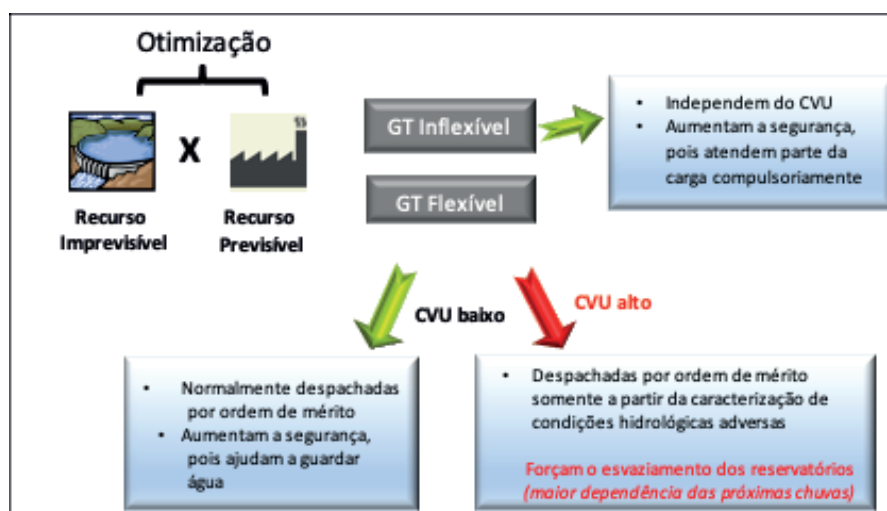 Otimização
X
Recurso
Imprevisível
Recurso
Previsível
GT Inflexível
GT Flexível
• Independem do CVU
• Aumentam a segurança,
pois atendem parte da
carga compulsoriamente
CVU baixo
CVU alto
• Normalmente despachadas
por ordem de mérito
• Aumentam a segurança,
pois ajudam a guardar
água
• Despachadas por ordem de mérito
somente a partir da caracterização de
condições hidrológicas adversas
Forçam o esvaziamento dos reservatórios
(maior dependência das próximas chuvas)